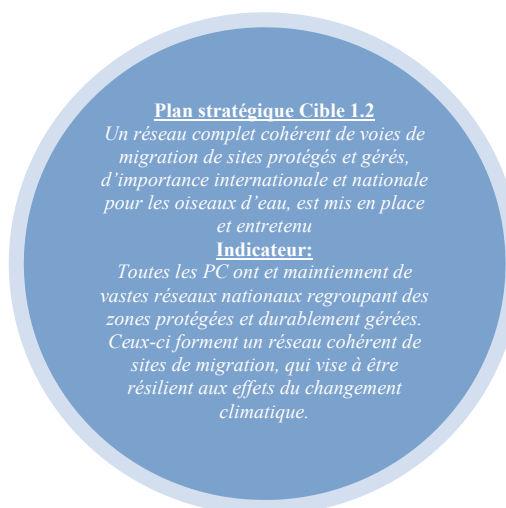 Plan stratégique Cible 1.2
Un réseau complet cohérent de voies de
migration de sites protégés et gérés,
d'importance internationale et nationale
pour les oiseaux d'eau, est mis en place
et entretenu
Indicateur:
Toutes les PC ont et maintiennent de
vastes réseaux nationaux regroupant des
zones protégées et durablement gérées.
Ceux-ci forment un réseau cohérent de
sites de migration, qui vise à être
résilient aux effets du changement
climatique.